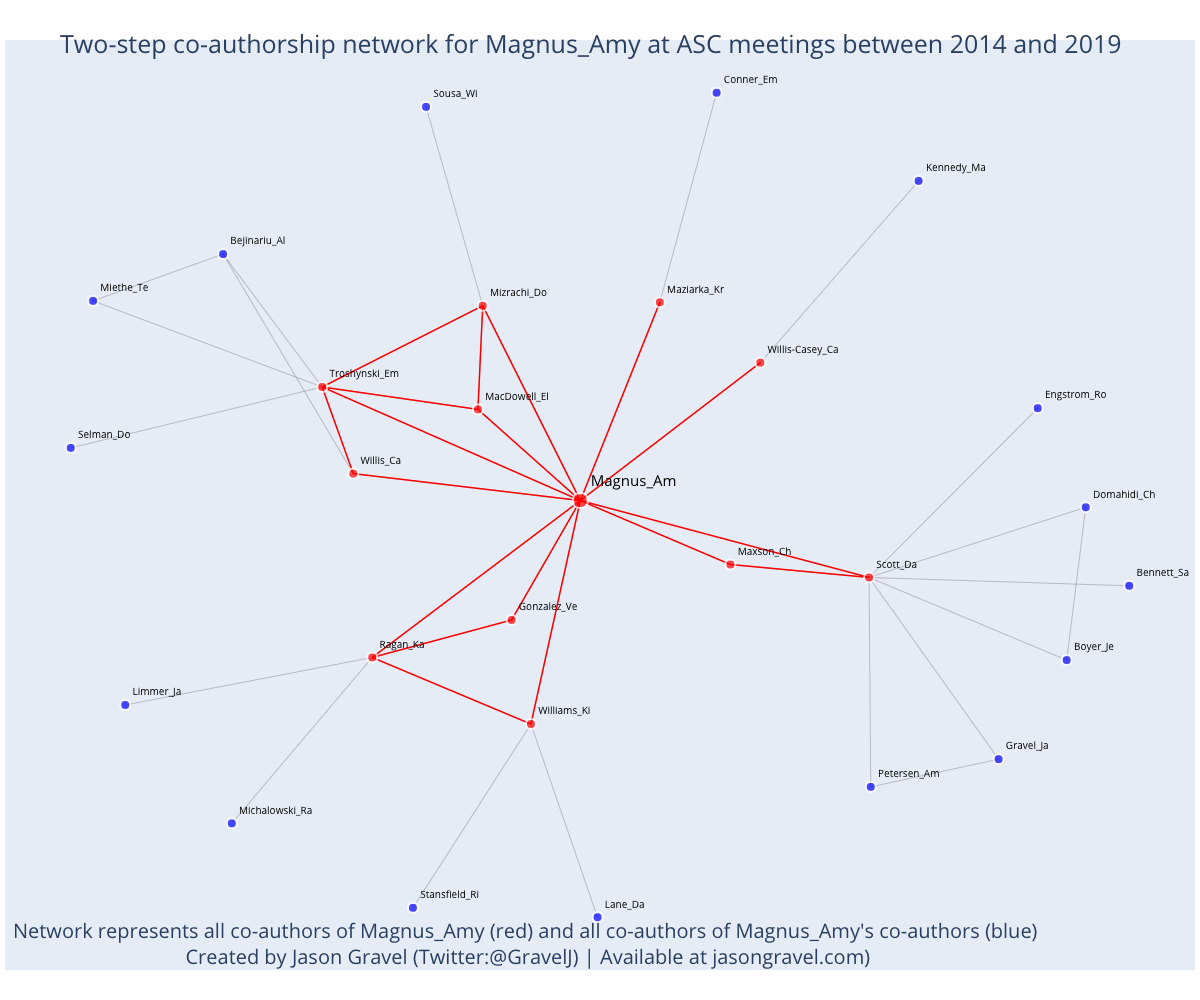 Two-step co-authorship network for Magnus_Amy at ASC meetings between 2014 and 2019
Conner_Em
Sousa_Wi
Kennedy_Ma
Bejinariu_Al
Miethe_Te
Mizrachi_Do
Maziarka_Kr
Willis-Casey_Ca
Troshynski_Em
MacDowell_El
Engstrom_Ro
Selman_Do
Willis_Ca
Magnus_Am
Domahidi_Ch
Maxson_Ch
Scott_Da
Bennett_Sa
Gonzalez_Ve
Ragan_Ka
Boyer_Je
Limmer_Ja
Williams_Ki
Gravel_Ja
Petersen_Am
Michalowski_Ra
Stansfield_Ri
Lane_Da
Network represents all co-authors of Magnus_Amy (red) and all co-authors of Magnus_Amy's co-authors (blue)
Created by Jason Gravel (Twitter:@GravelJ) | Available at jasongravel.com)